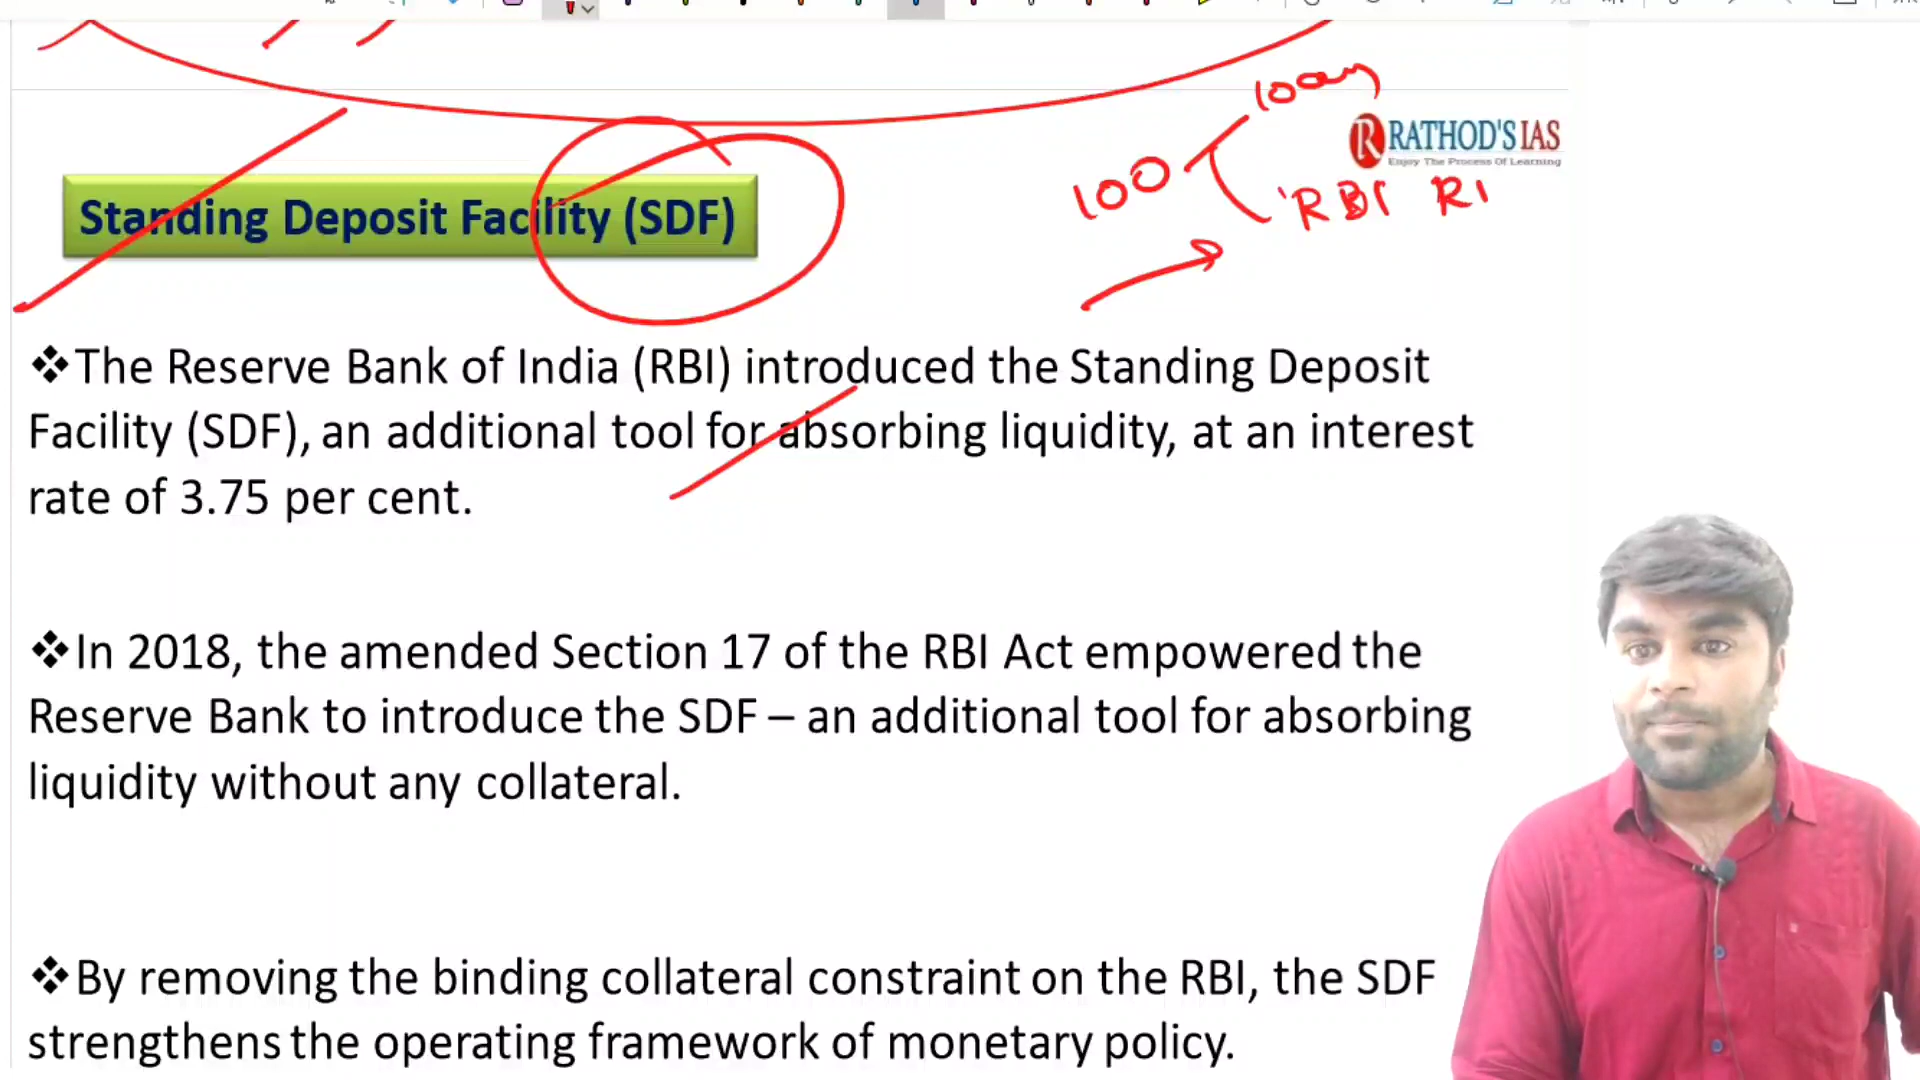 100
RATHOD'S IAS
Enjoy The Process Of Learning
100
RBI RI
Standing Deposit Facility (SDF)
❖The Reserve Bank of India (RBI) introduced the Standing Deposit
Facility (SDF), an additional tool for absorbing liquidity, at an interest
rate of 3.75 per cent.
❖In 2018, the amended Section 17 of the RBI Act empowered the
Reserve Bank to introduce the SDF – an additional tool for absorbing
liquidity without any collateral.
❖By removing the binding collateral constraint on the RBI, the SDF
strengthens the operating framework of monetary policy.